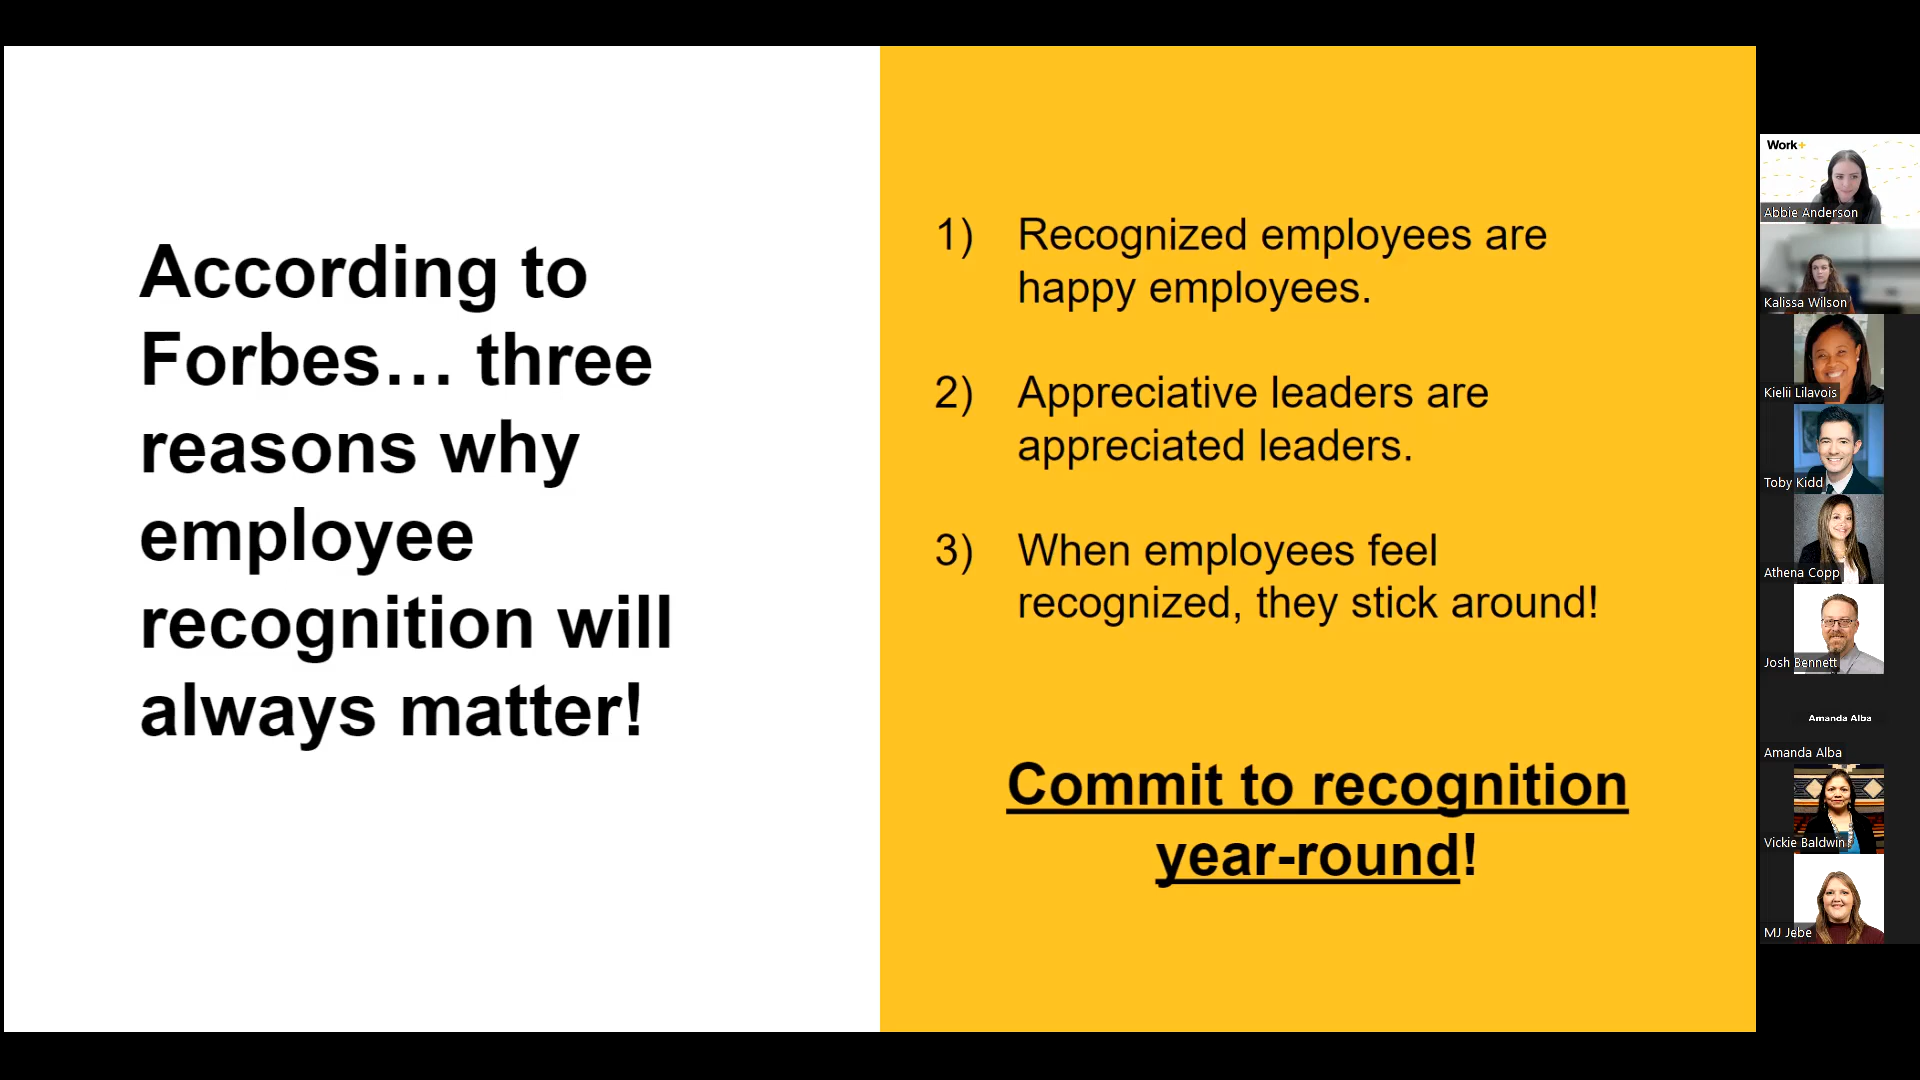 According to
Forbes… three
reasons why
employee
recognition will
always matter!
1) Recognized employees are
happy employees.
2) Appreciative leaders are
appreciated leaders.
3) When employees feel
recognized, they stick around!
Commit to recognition
year-round!
Work+
Abbie Anderson
Kalissa Wilson
Kielii Lilavois
Toby Kidd
Athena Copp
Josh Bennett
Amanda Alba
Amanda Alba
Vickie Baldwin
MJ Jebe